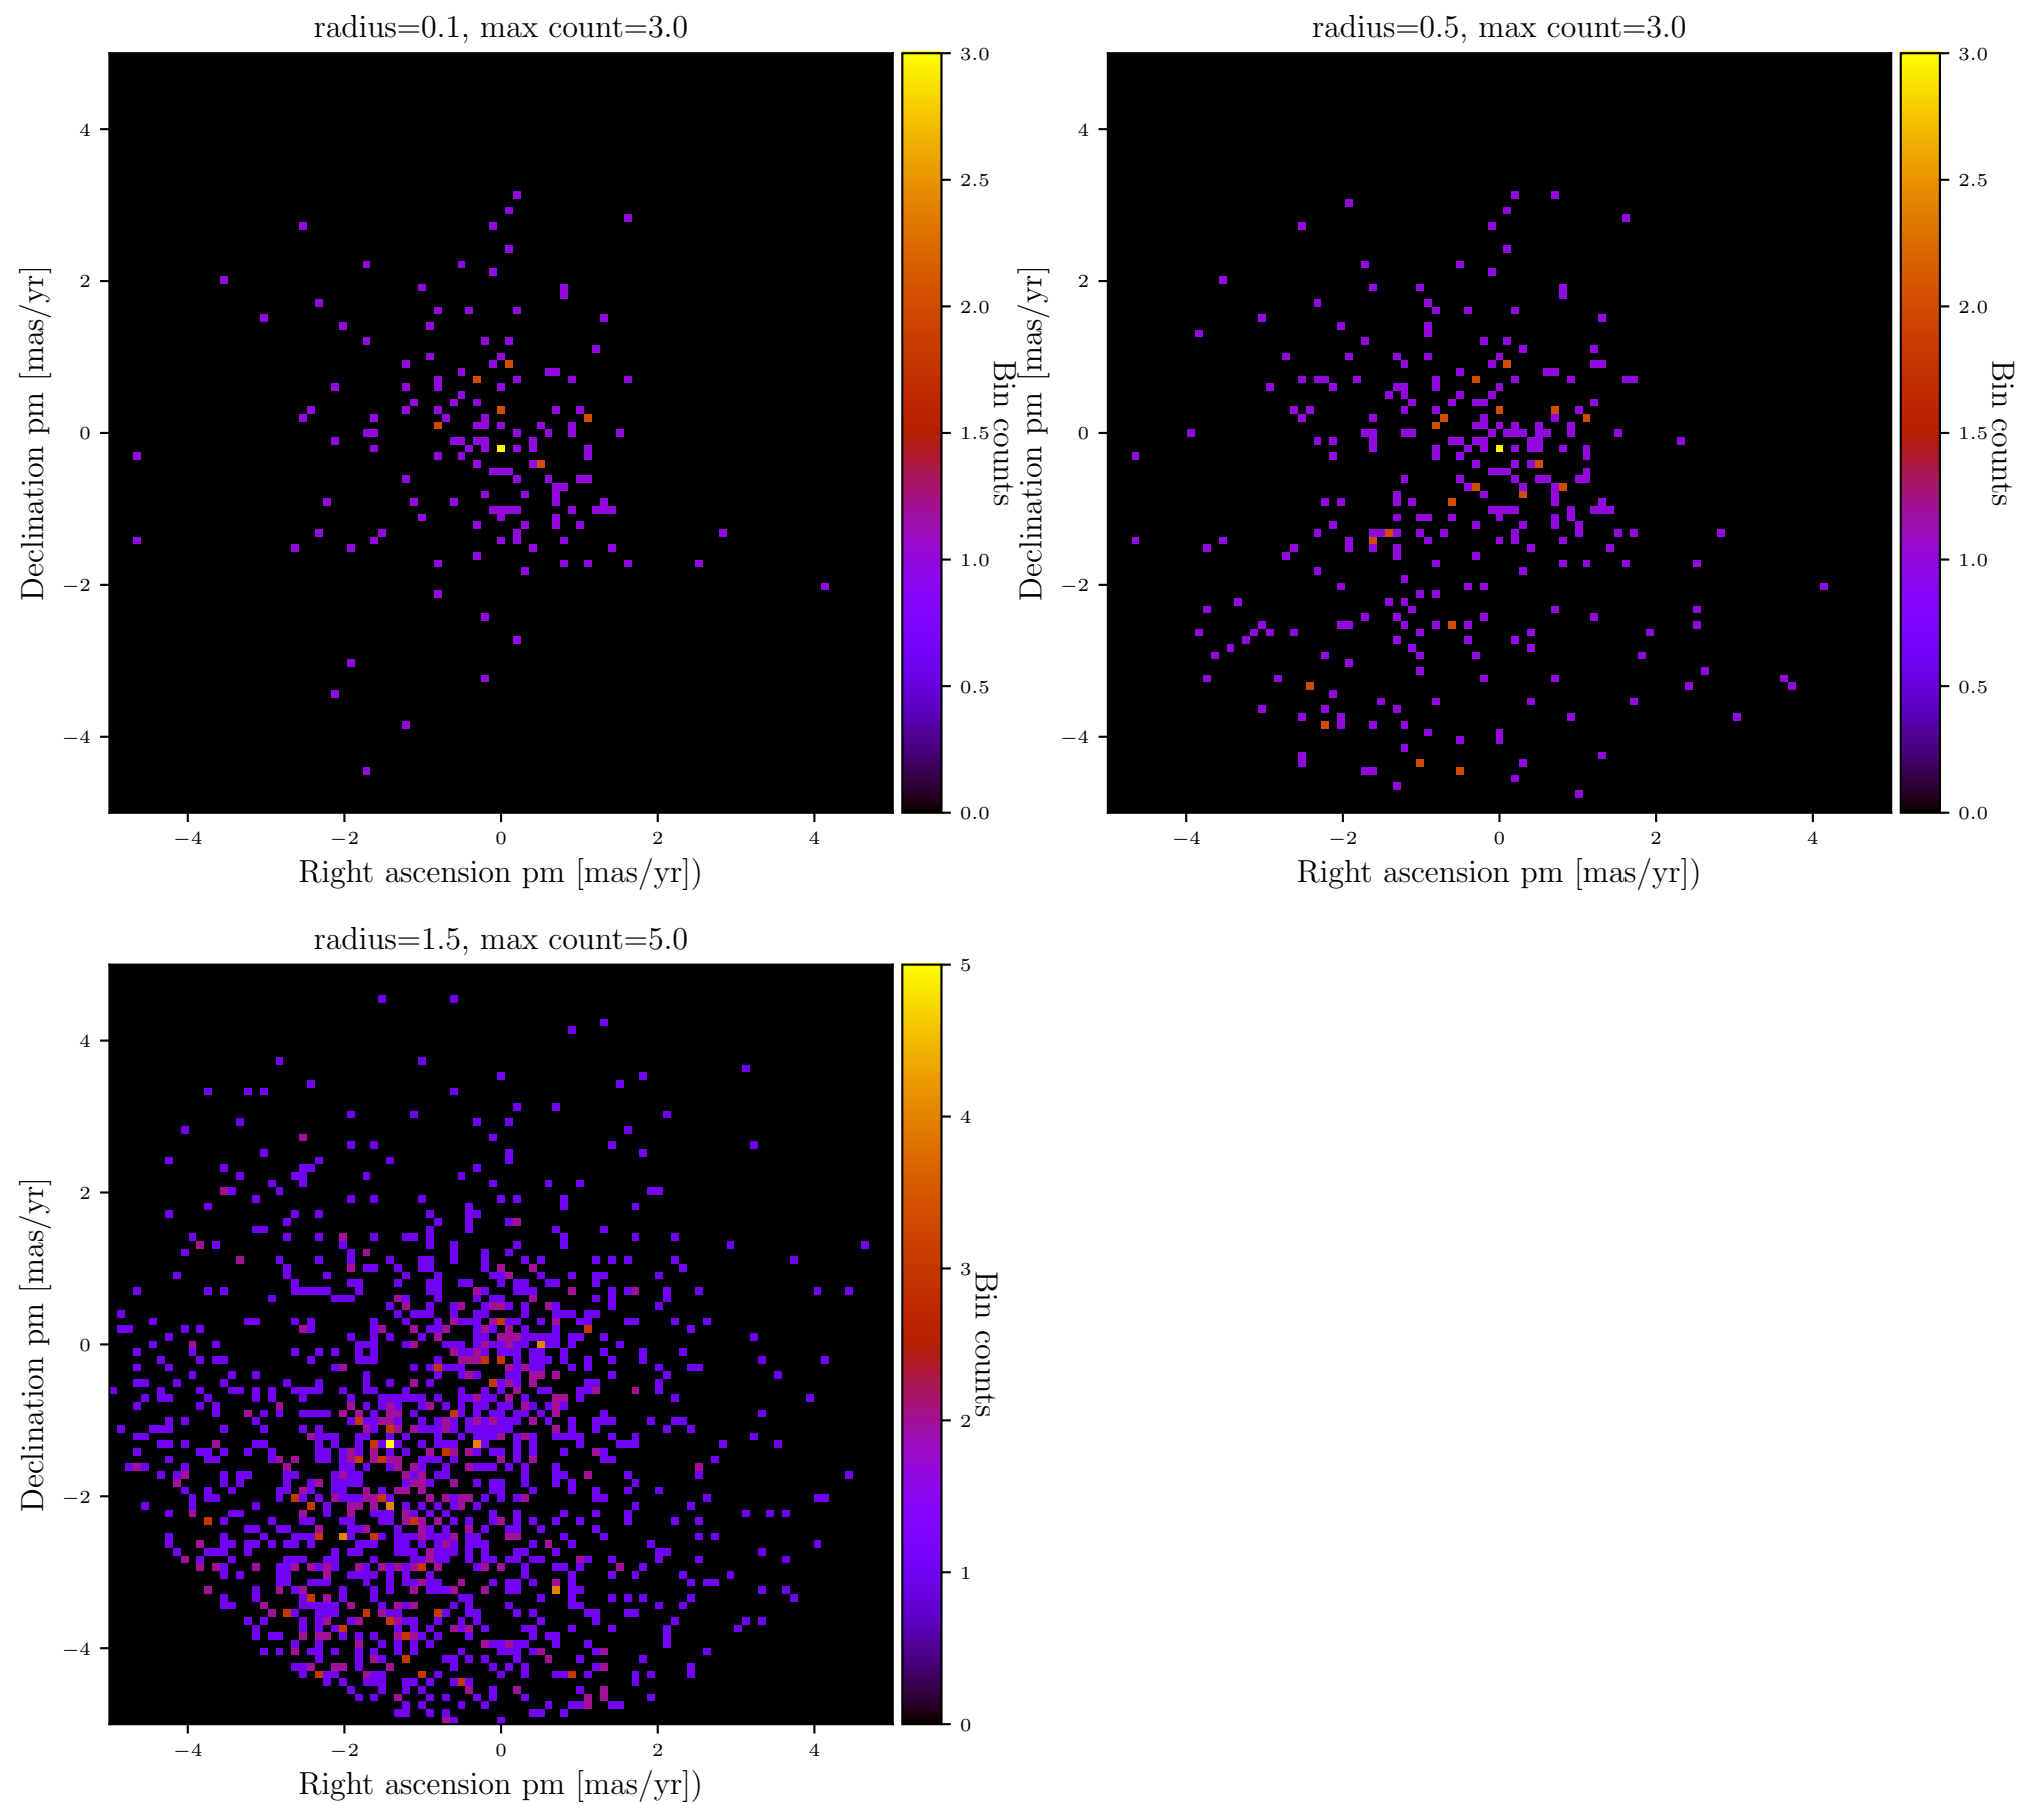 radius=0.1, max count=3.0
4
2
0
−2
−4
Declination pm [mas/yr]
−4 −2 0 2 4
Right ascension pm [mas/yr])
3.0
2.5
2.0
1.5
1.0
0.5
0.0
Bin counts
radius=0.5, max count=3.0
4
2
0
−2
−4
Declination pm [mas/yr]
−4 −2 0 2 4
Right ascension pm [mas/yr])
3.0
2.5
2.0
1.5
1.0
0.5
0.0
Bin counts
radius=1.5, max count=5.0
4
2
0
−2
−4
Declination pm [mas/yr]
−4 −2 0 2 4
Right ascension pm [mas/yr])
5
4
3
2
1
0
Bin counts